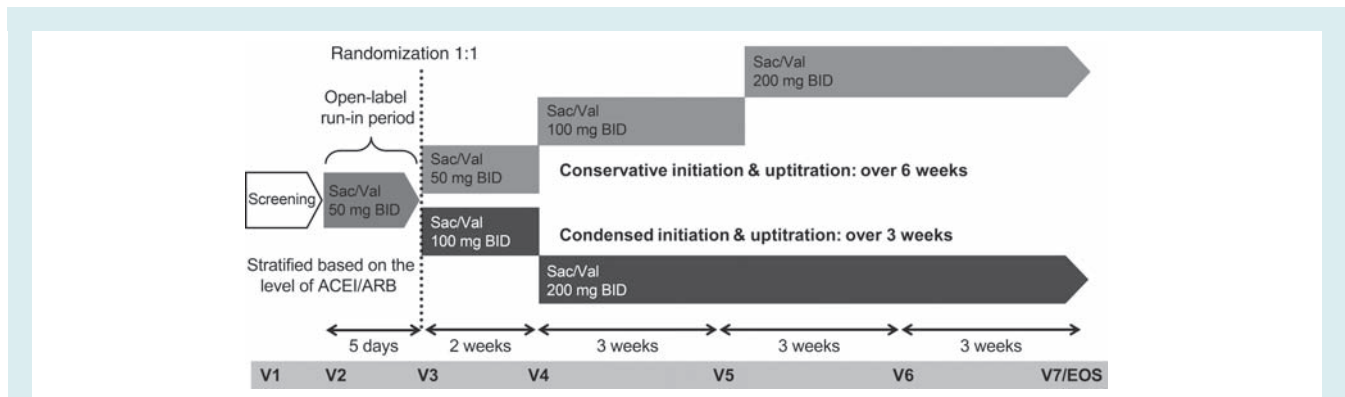 Randomization 1:1
Open-label
run-in period
Screening
Sac/Val
50 mg BID
Sac/Val
50 mg BID
Sac/Val
100 mg BID
Sac/Val
200 mg BID
Conservative initiation & uptitration: over 6 weeks
Sac/Val
100 mg BID
Condensed initiation & uptitration: over 3 weeks
Sac/Val
200 mg BID
Stratified based on the
level of ACEI/ARB
5 days
2 weeks
3 weeks
3 weeks
3 weeks
V1
V2
V3
V4
V5
V6
V7/EOS